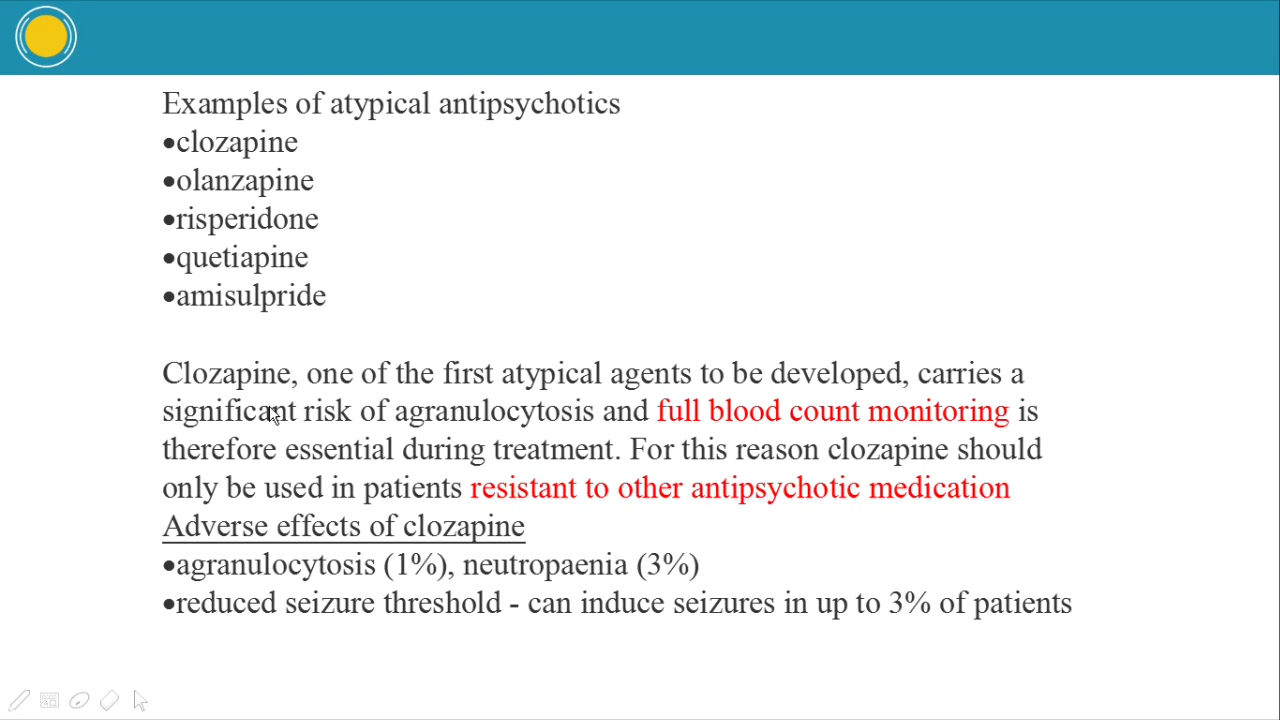 Examples of atypical antipsychotics
•clozapine
•olanzapine
•risperidone
•quetiapine
•amisulpride
Clozapine, one of the first atypical agents to be developed, carries a
significant risk of agranulocytosis and full blood count monitoring is
therefore essential during treatment. For this reason clozapine should
only be used in patients resistant to other antipsychotic medication
Adverse effects of clozapine
•agranulocytosis (1%), neutropaenia (3%)
•reduced seizure threshold - can induce seizures in up to 3% of patients